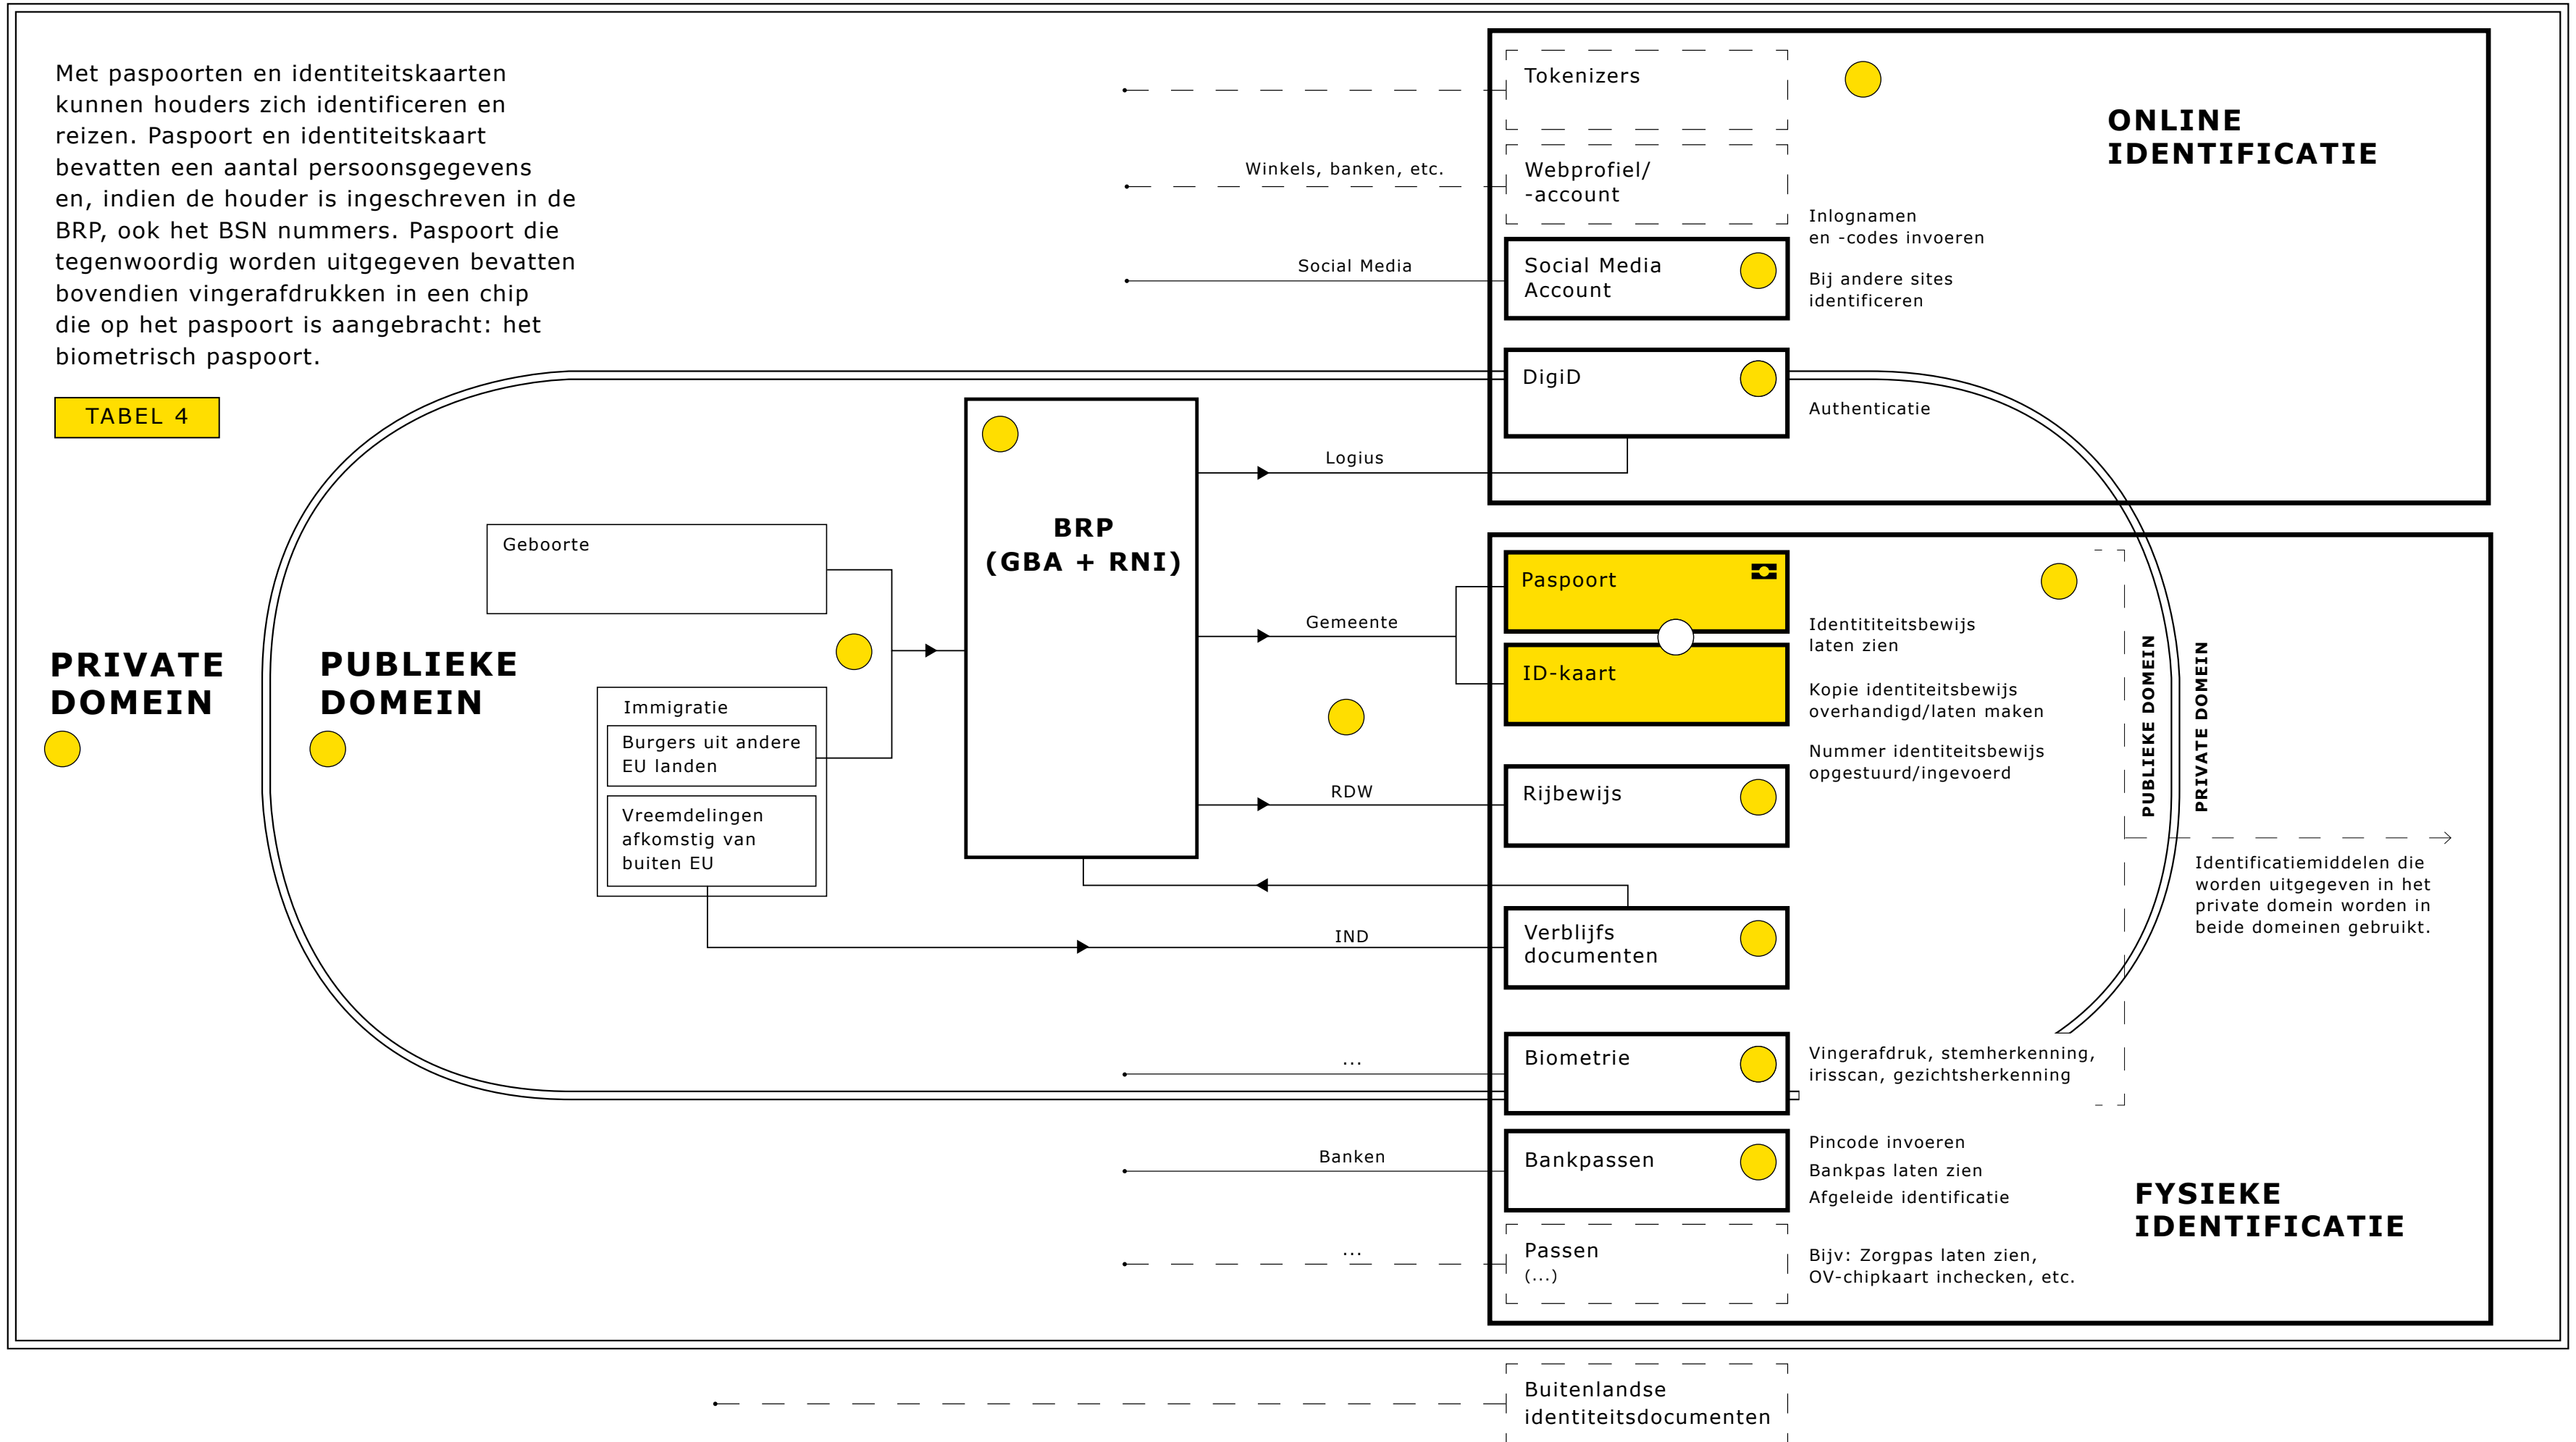 Met paspoorten en identiteitskaarten
kunnen houders zich identificeren en
reizen. Paspoort en identiteitskaart
bevatten een aantal persoonsgegevens
en, indien de houder is ingeschreven in de
BRP, ook het BSN nummers. Paspoort die
tegenwoordig worden uitgegeven bevatten
bovendien vingerafdrukken in een chip
die op het paspoort is aangebracht: het
biometrisch paspoort.
TABEL 4
PRIVATE
DOMEIN
PUBLIEKE
DOMEIN
Geboorte
Immigratie
Burgers uit andere
EU landen
Vreemdelingen
afkomstig van
buiten EU
BRP
(GBA + RNI)
Winkels, banken, etc.
Social Media
Logius
Gemeente
RDW
IND
...
Banken
...
ONLINE
IDENTIFICATIE
Tokenizers
Webprofiel/
-account
Inlognamen
en -codes invoeren
Social Media
Account
Bij andere sites
identificeren
DigiD
Authenticatie
Paspoort
ID-kaart
Identititeitsbewijs
laten zien
Kopie identiteitsbewijs
overhandigd/laten maken
Nummer identiteitsbewijs
opgestuurd/ingevoerd
Rijbewijs
Verblijfs
documenten
PUBLIEKE DOMEIN
PRIVATE DOMEIN
Identificatiemiddelen die
worden uitgegeven in het
private domein worden in
beide domeinen gebruikt.
Biometrie
Vingerafdruk, stemherkenning,
irisscan, gezichtsherkenning
Bankpassen
Pincode invoeren
Bankpas laten zien
Afgeleide identificatie
FYSIEKE
IDENTIFICATIE
Passen
(...)
Bijv: Zorgpas laten zien,
OV-chipkaart inchecken, etc.
Buitenlandse
identiteitsdocumenten